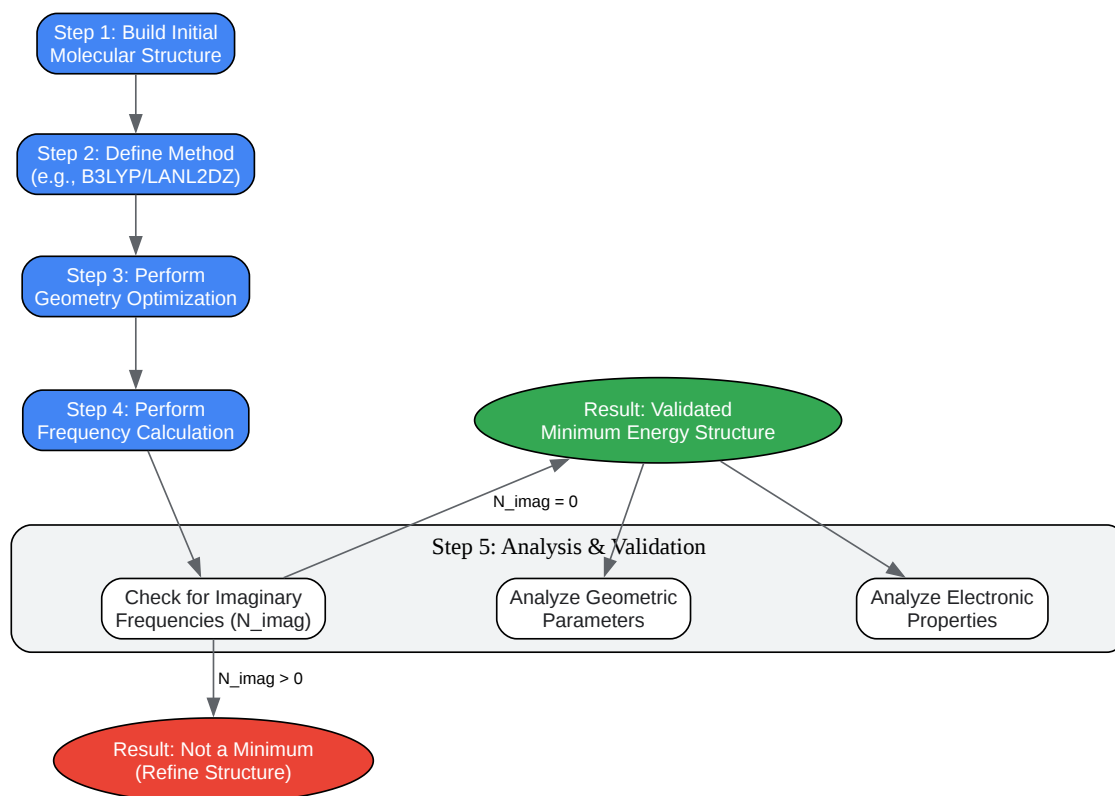 Step 1: Build Initial
Molecular Structure
Step 2: Define Method
(e.g., B3LYP/LANL2DZ)
Step 3: Perform
Geometry Optimization
Step 4: Perform
Frequency Calculation
Result: Validated
Minimum Energy Structure
N_imag = 0
Step 5: Analysis & Validation
Check for Imaginary
Frequencies (N_imag)
Analyze Geometric
Parameters
Analyze Electronic
Properties
N_imag > 0
Result: Not a Minimum
(Refine Structure)